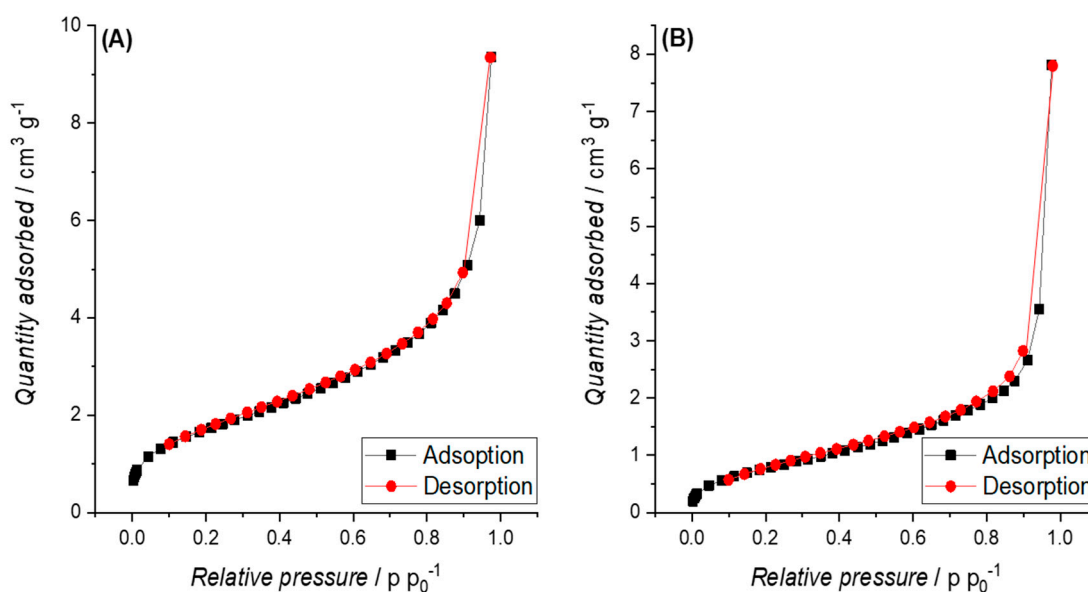 (A)
10
8
6
4
2
0
Quantity adsorbed / cm³ g⁻¹
0.0 0.2 0.4 0.6 0.8 1.0
Relative pressure / p p₀⁻¹
Adsoption
Desorption
(B)
8
7
6
5
4
3
2
1
0
Quantity adsorbed / cm³ g⁻¹
0.0 0.2 0.4 0.6 0.8 1.0
Relative pressure / p p₀⁻¹
Adsorption
Desorption